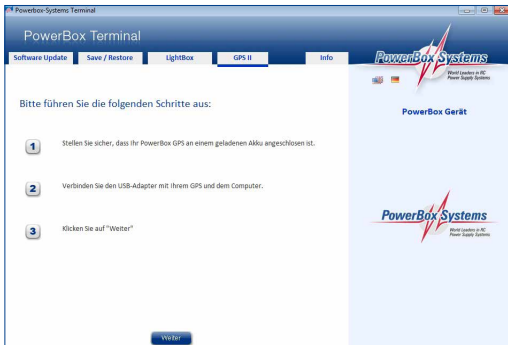 Powerbox-Systems Terminal
PowerBox Terminal
Software Update Save / Restore LightBox GPS II Info
PowerBox Systems
World Leaders in RC
Power Supply Systems
Bitte führen Sie die folgenden Schritte aus:
PowerBox Gerät
1 Stellen Sie sicher, dass Ihr PowerBox GPS an einem geladenen Akku angeschlosen ist.
2 Verbinden Sie den USB-Adapter mit Ihrem GPS und dem Computer.
3 Klicken Sie auf "Weiter"
PowerBox Systems
World Leaders in RC
Power Supply Systems
Weiter